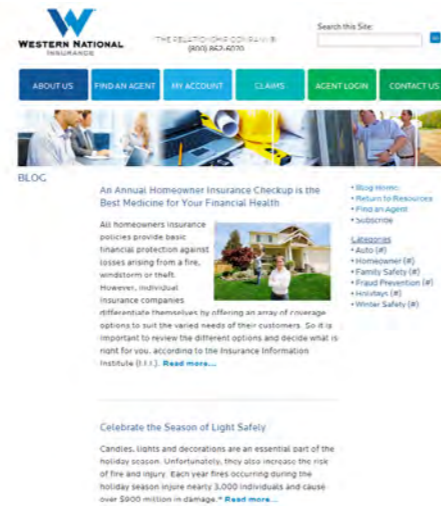 WESTERN NATIONAL
INSURANCE
THE RELATIONSHIP COMPANY®
(800) 862-6070
Search this Site:
ABOUT US
FIND AN AGENT
MY ACCOUNT
CLAIMS
AGENT LOGIN
CONTACT US
BLOG
An Annual Homeowner Insurance Checkup is the
Best Medicine for Your Financial Health
All homeowners insurance
policies provide basic
financial protection against
losses arising from a fire,
windstorm or theft.
However, individual
insurance companies
differentiate themselves by offering an array of coverage
options to suit the varied needs of their customers. So it is
important to review the different options and decide what is
right for you, according to the Insurance Information
Institute (I.I.I.). Read more...
• Blog Home
• Return to Resources
• Find an Agent
• Subscribe
Categories
• Auto (#)
• Homeowner (#)
• Family Safety (#)
• Fraud Prevention (#)
• Holidays (#)
• Winter Safety (#)
Celebrate the Season of Light Safely
Candles, lights and decorations are an essential part of the
holiday season. Unfortunately, they also increase the risk
of fire and injury. Each year fires occurring during the
holiday season injure nearly 3,000 individuals and cause
over $900 million in damage.* Read more...